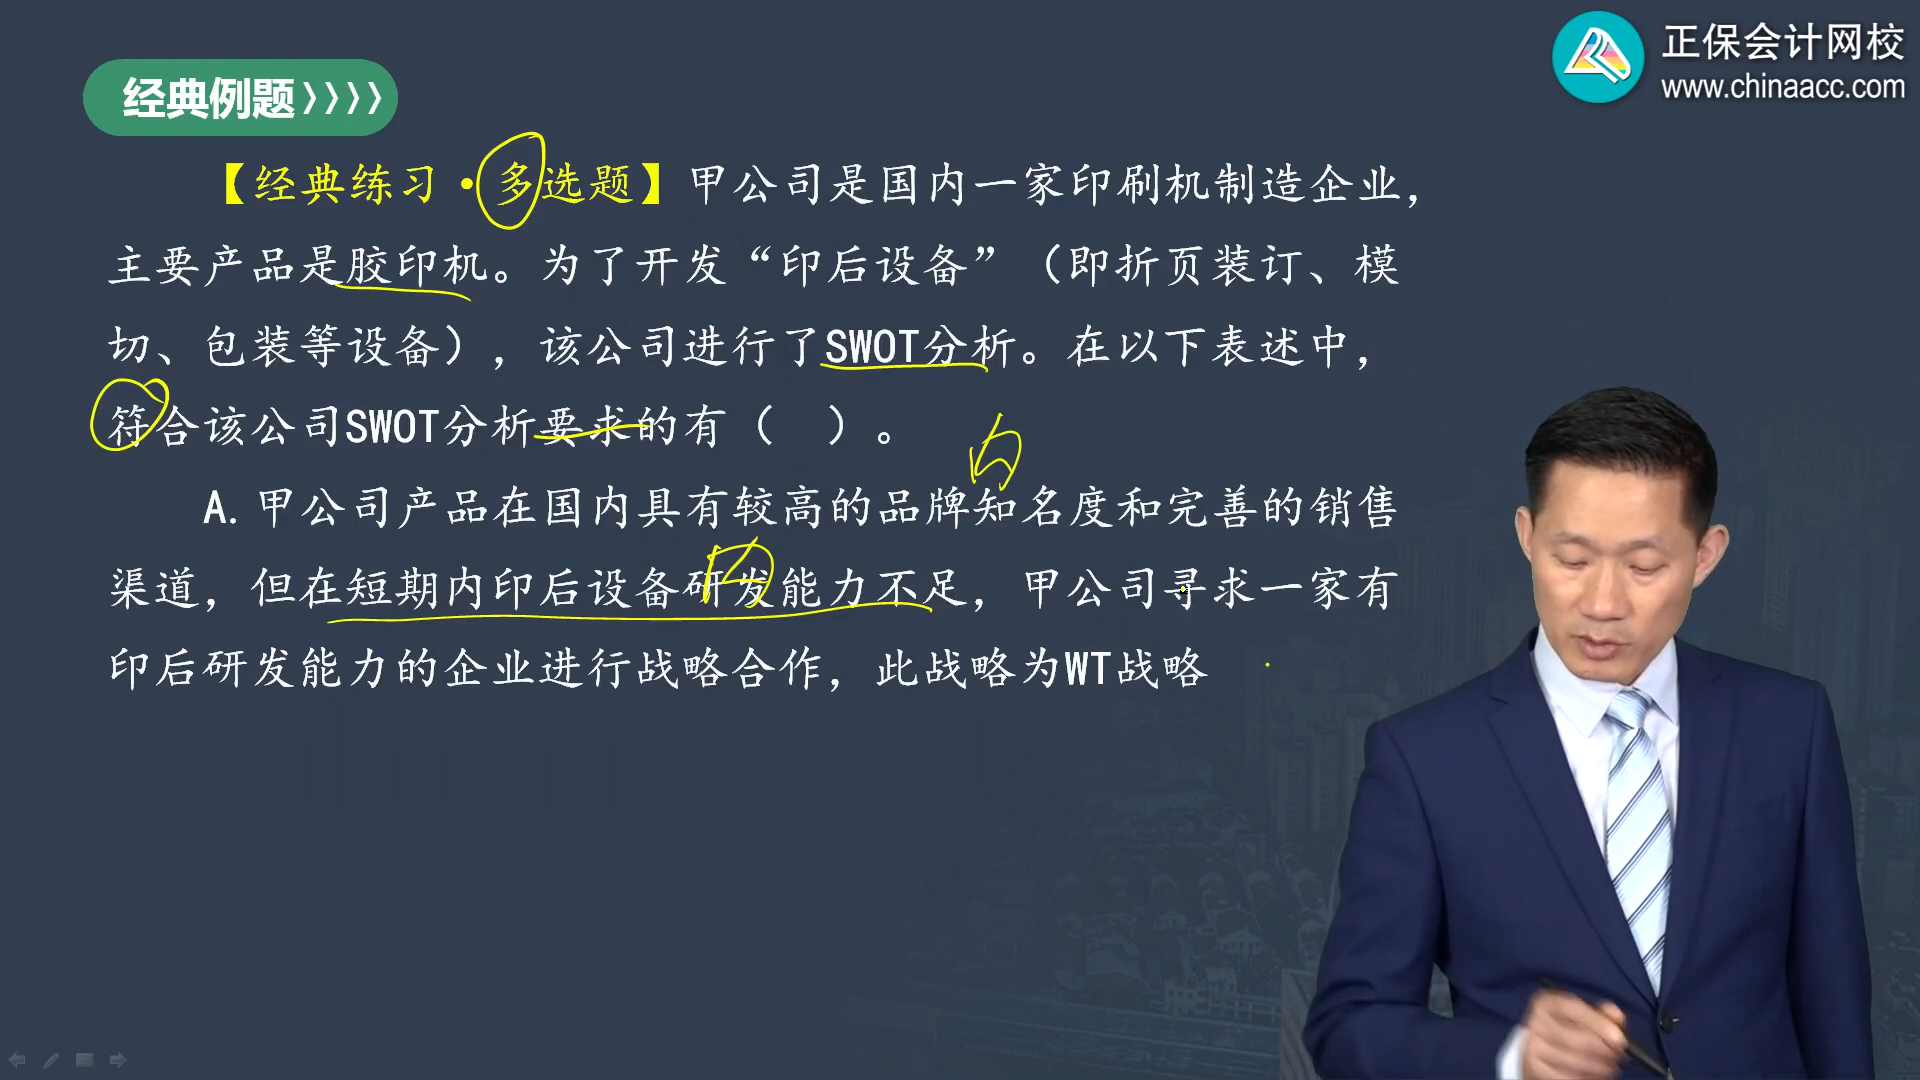 正保会计网校
www.chinaacc.com
经典例题
【经典练习·多选题】甲公司是国内一家印刷机制造企业，
主要产品是胶印机。为了开发“印后设备”（即折页装订、模
切、包装等设备），该公司进行了SWOT分析。在以下表述中，
符合该公司SWOT分析要求的有（ ）。
内
A.甲公司产品在国内具有较高的品牌知名度和完善的销售
内
渠道，但在短期内印后设备研发能力不足，甲公司寻求一家有
印后研发能力的企业进行战略合作，此战略为WT战略